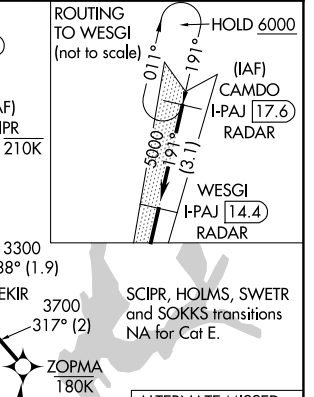 ROUTING
TO WESGI
(not to scale)
HOLD 6000
011°
191°
(IAF)
CAMDO
I-PAJ 17.6
RADAR
5000
191°
(3.1)
WESGI
I-PAJ 14.4
RADAR
210K
3300
(1.9)
3700
317° (2)
ZOPMA
180K
SCIPR, HOLMS, SWETR
and SOKKS transitions
NA for Cat E.